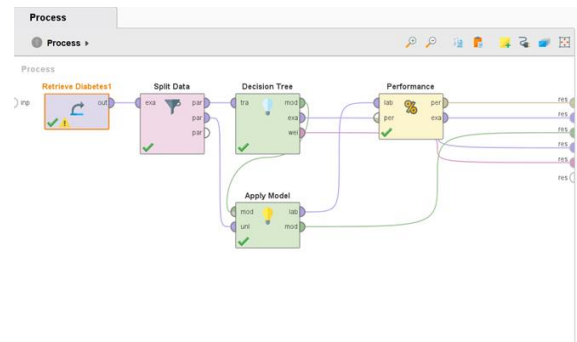 Process
Process
Process
Retrieve Diabetes1
Split Data
Decision Tree
Performance
inp
out
exa
par
par
par
tra
mod
exa
wei
lab
per
per
exa
res
res
res
res
res
res
Apply Model
mod
lab
unl
mod